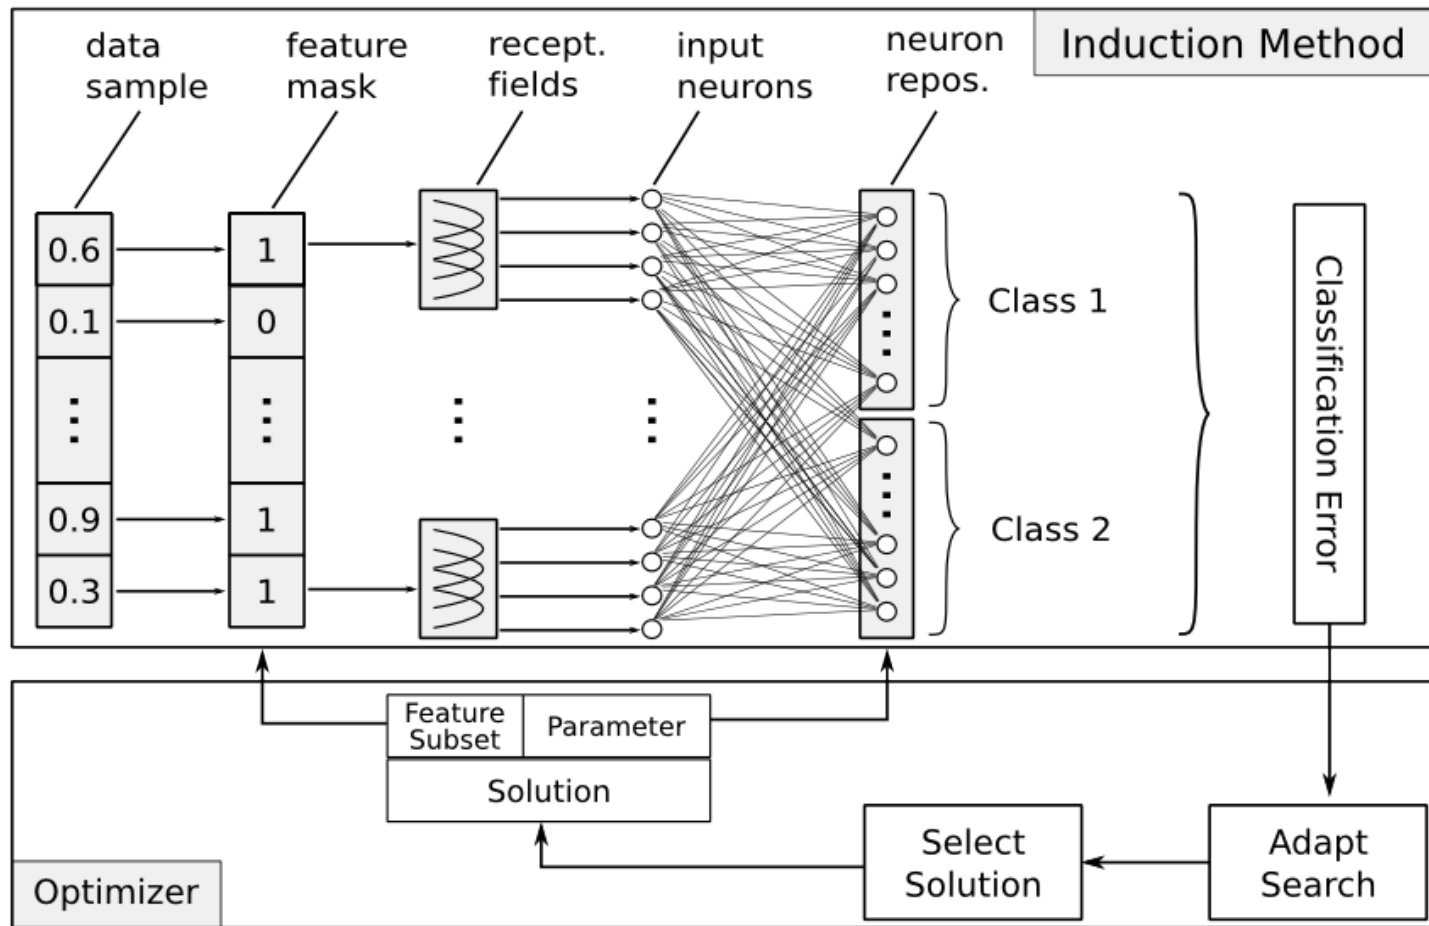 data
sample
feature
mask
recept.
fields
input
neurons
neuron
repos.
Induction Method
0.6
0.1
0.9
0.3
1
0
1
1
Class 1
Class 2
Classification Error
Feature
Subset
Parameter
Solution
Select
Solution
Adapt
Search
Optimizer